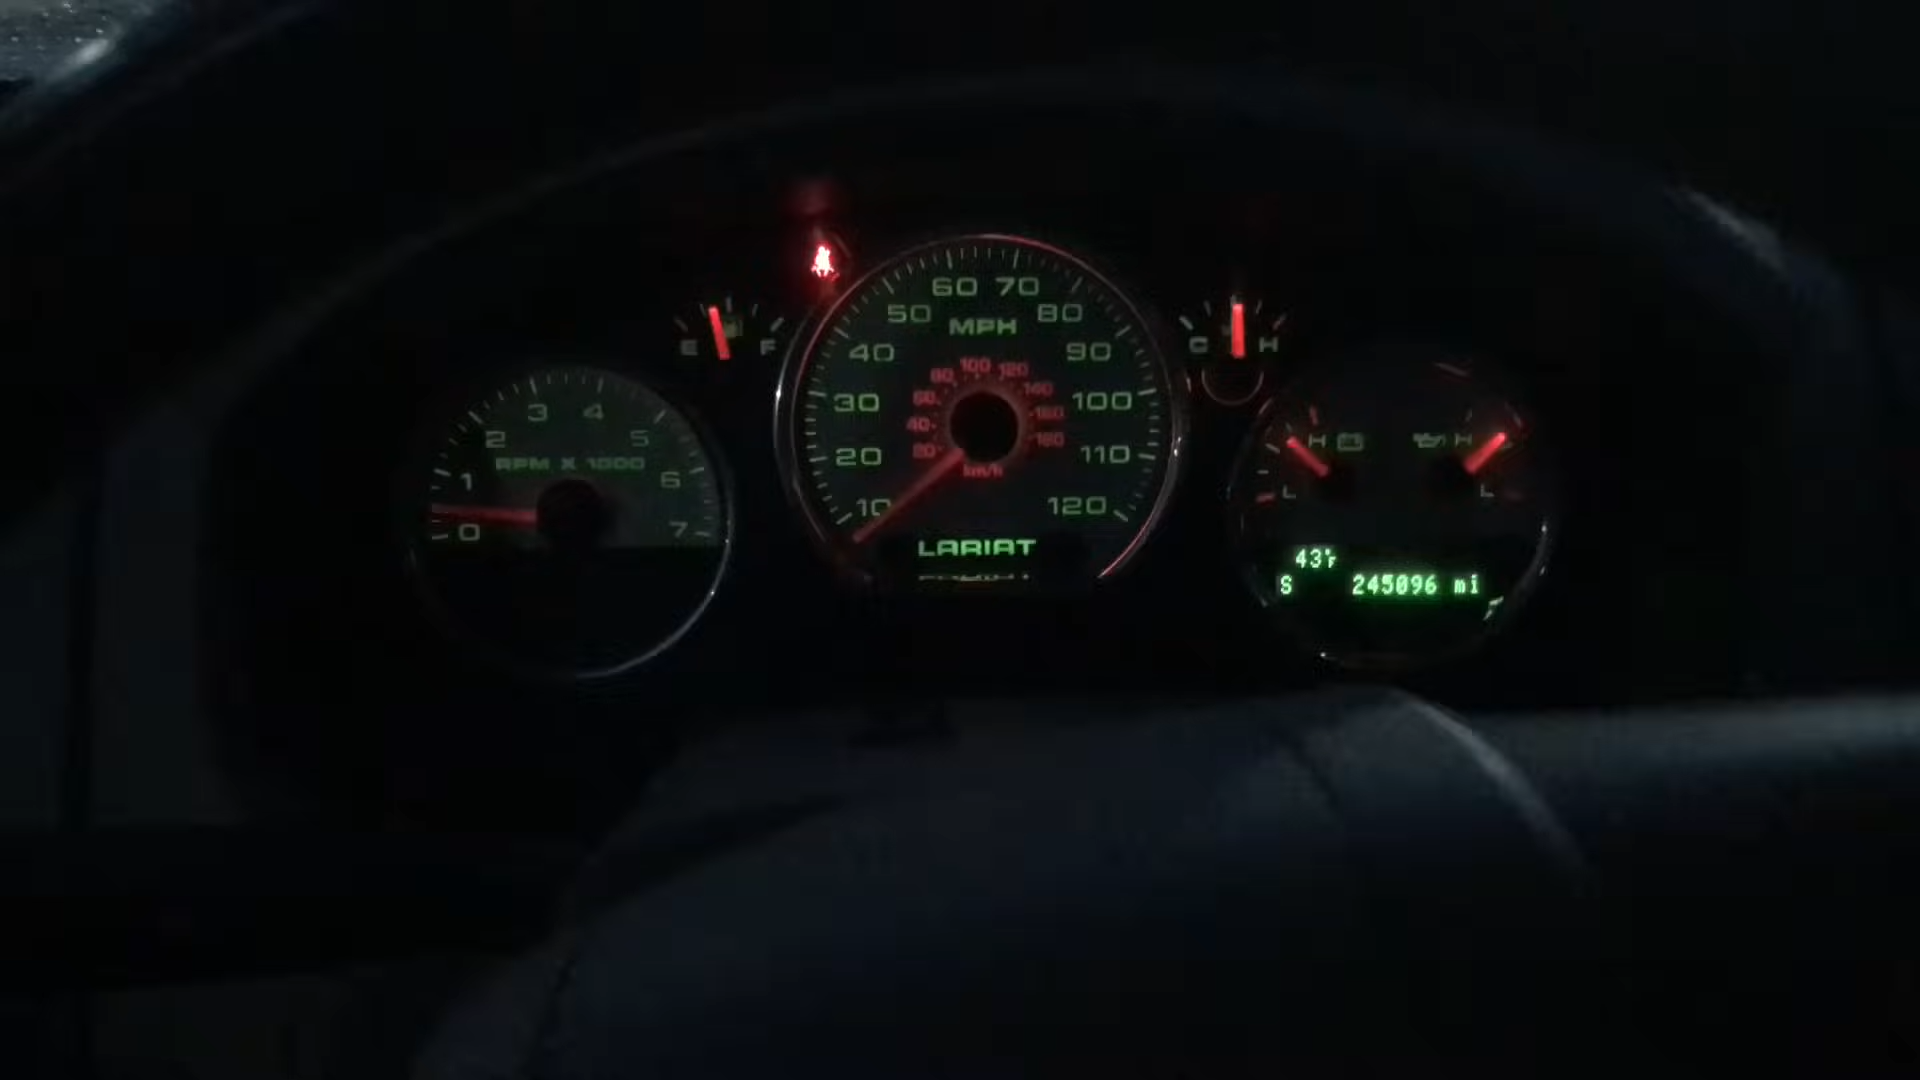 60 70
50 80
MPH
E F
C H
40 90
100
80 120
60 140
30 100
40 160
20 180
km/h
3 4
2 5
RPM X 1000
1 6
0 7
20 110
10 120
H H
L L
LARIAT
43°F
S 245096 mi